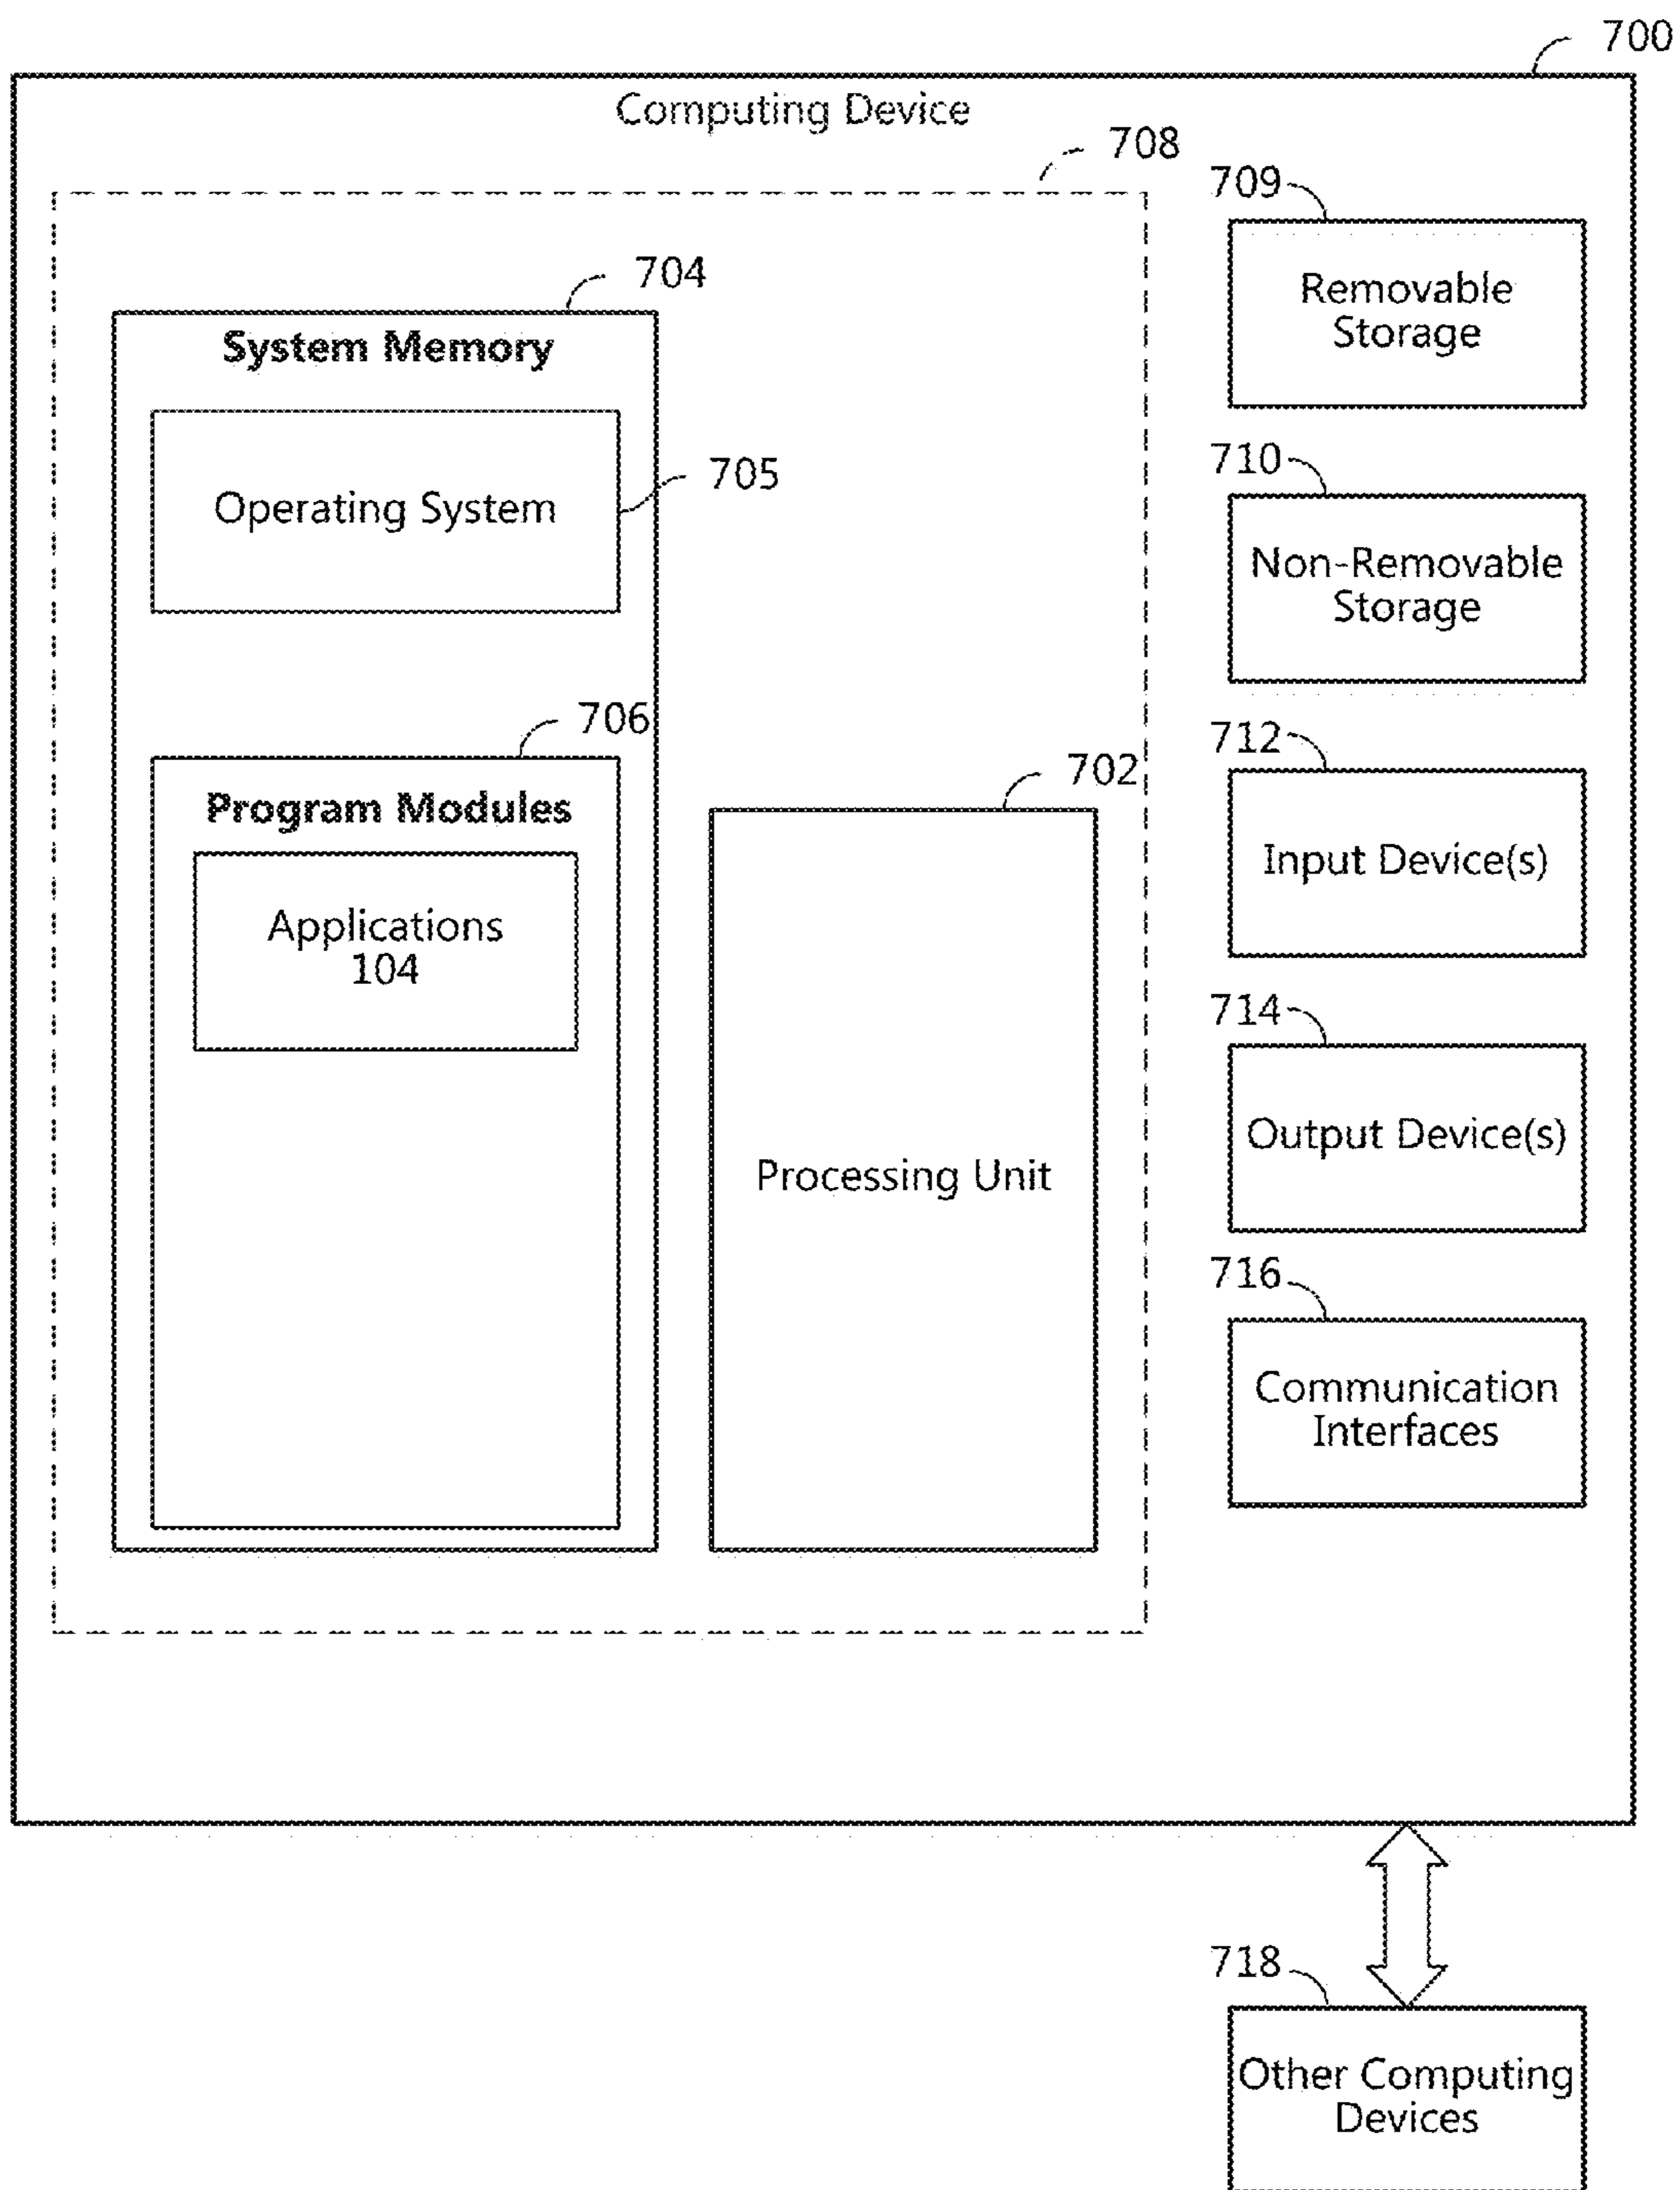 700
Computing Device
708
709
Removable
Storage
704
System Memory
Operating System
705
710
Non-Removable
Storage
706
Program Modules
Applications
104
702
Processing Unit
712
Input Device(s)
714
Output Device(s)
716
Communication
Interfaces
718
Other Computing
Devices